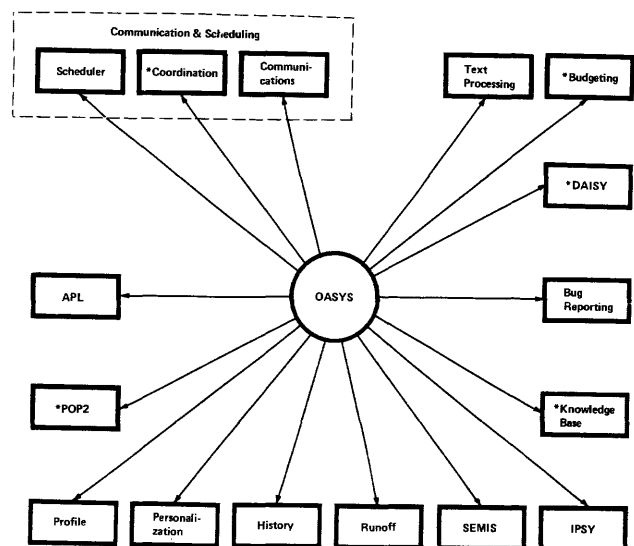 Communication & Scheduling
Scheduler
*Coordination
Communi-
cations
Text
Processing
*Budgeting
*DAISY
APL
OASYS
Bug
Reporting
*POP2
*Knowledge
Base
Profile
Personali-
zation
History
Runoff
SEMIS
IPSY